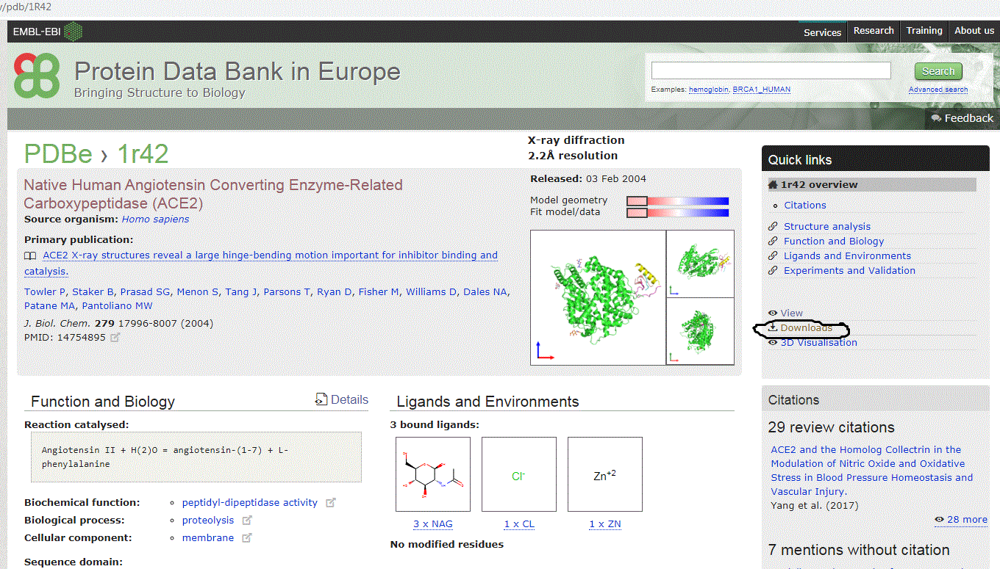 /pdb/1R42
EMBL-EBI
Services
Research
Training
About us
Protein Data Bank in Europe
Bringing Structure to Biology
Search
Examples: hemoglobin, BRCA1_HUMAN
Advanced search
Feedback
PDBe › 1r42
X-ray diffraction
2.2Å resolution
Native Human Angiotensin Converting Enzyme-Related
Carboxypeptidase (ACE2)
Source organism: Homo sapiens
Primary publication:
ACE2 X-ray structures reveal a large hinge-bending motion important for inhibitor binding and
catalysis.
Towler P, Staker B, Prasad SG, Menon S, Tang J, Parsons T, Ryan D, Fisher M, Williams D, Dales NA,
Patane MA, Pantoliano MW
J. Biol. Chem. 279 17996-8007 (2004)
PMID: 14754895
Released: 03 Feb 2004
Model geometry
Fit model/data
Quick links
1r42 overview
Citations
Structure analysis
Function and Biology
Ligands and Environments
Experiments and Validation
View
Downloads
3D Visualisation
Function and Biology
Details
Reaction catalysed:
Angiotensin II + H(2)O = angiotensin-(1-7) + L-
phenylalanine
Biochemical function:
peptidyl-dipeptidase activity
Biological process:
proteolysis
Cellular component:
membrane
Sequence domain:
Ligands and Environments
3 bound ligands:
Cl-
Zn+2
3 x NAG
1 x CL
1 x ZN
No modified residues
Citations
29 review citations
ACE2 and the Homolog Collectrin in the
Modulation of Nitric Oxide and Oxidative
Stress in Blood Pressure Homeostasis and
Vascular Injury.
Yang et al. (2017)
28 more
7 mentions without citation